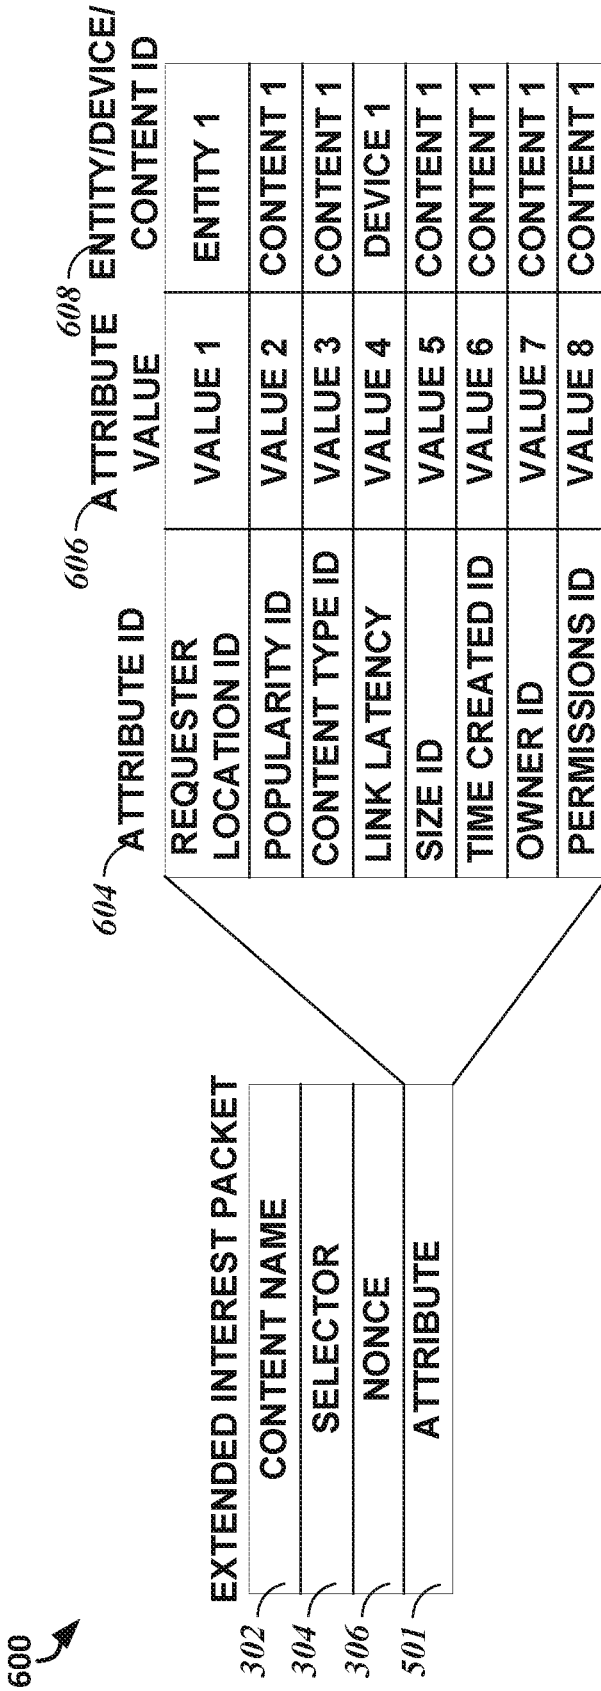 600
EXTENDED INTEREST PACKET
302 CONTENT NAME
304 SELECTOR
306 NONCE
501 ATTRIBUTE
604 606 608
ATTRIBUTE ID ATTRIBUTE VALUE ENTITY/DEVICE/CONTENT ID
REQUESTER LOCATION ID VALUE 1 ENTITY 1
POPULARITY ID VALUE 2 CONTENT 1
CONTENT TYPE ID VALUE 3 CONTENT 1
LINK LATENCY VALUE 4 DEVICE 1
SIZE ID VALUE 5 CONTENT 1
TIME CREATED ID VALUE 6 CONTENT 1
OWNER ID VALUE 7 CONTENT 1
PERMISSIONS ID VALUE 8 CONTENT 1